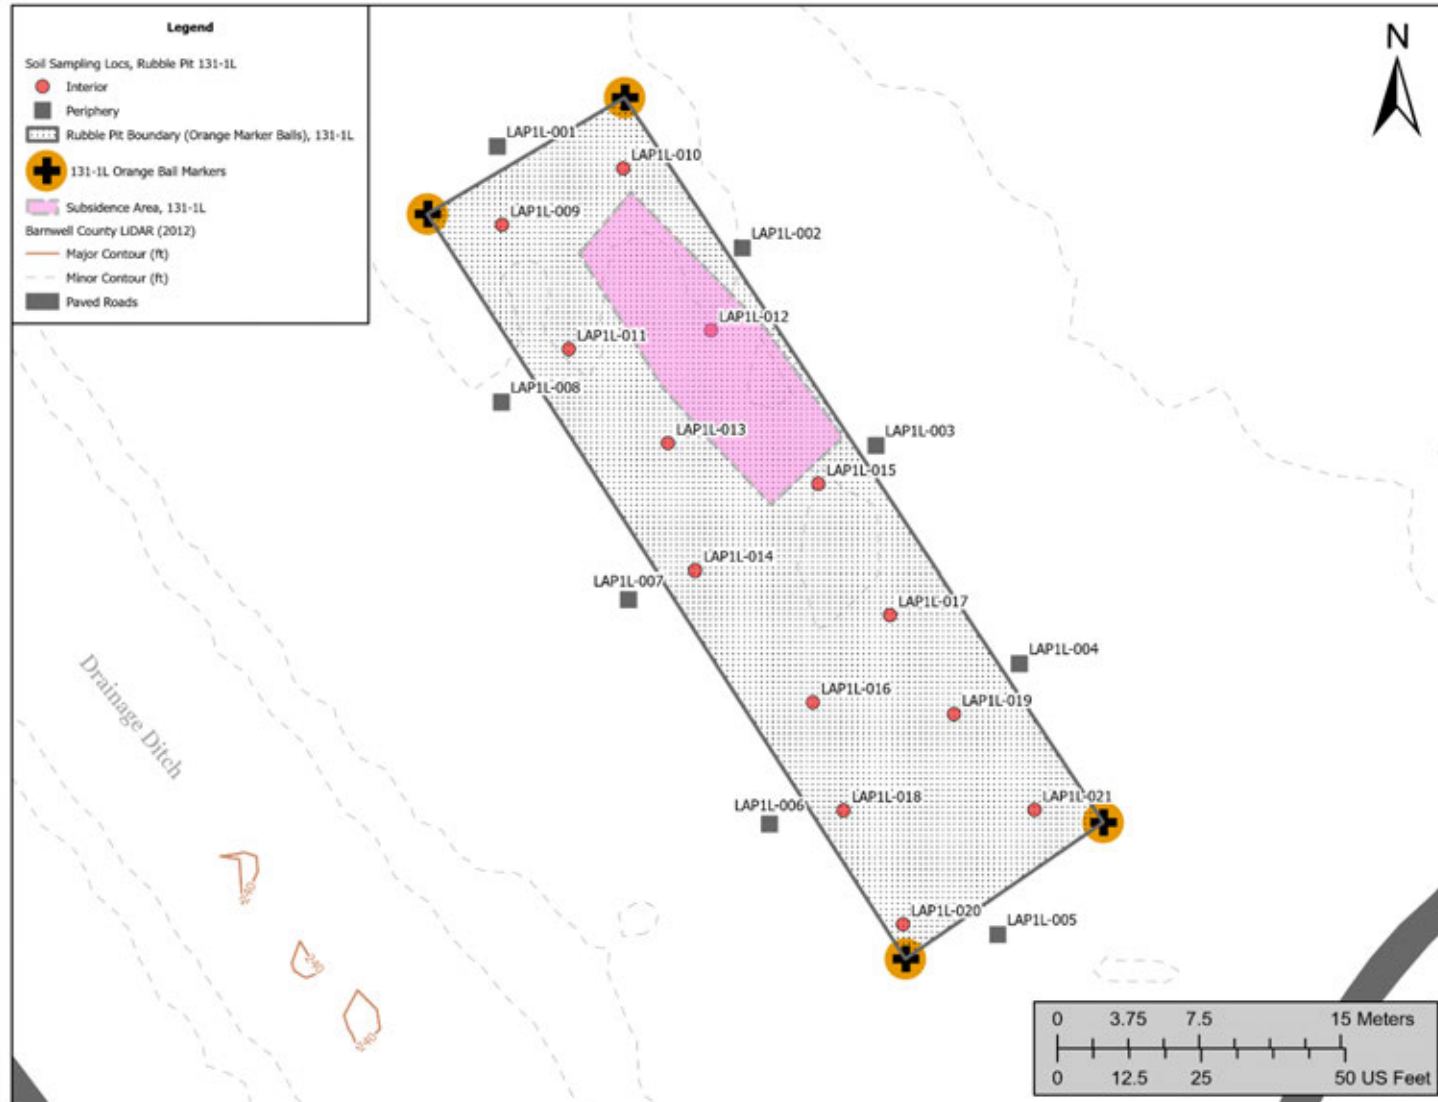 Legend
Soil Sampling Locs, Rubble Pit 131-1L
Interior
Periphery
Rubble Pit Boundary (Orange Marker Balls), 131-1L
131-1L Orange Ball Markers
Subsidence Area, 131-1L
Barnwell County LiDAR (2012)
Major Contour (ft)
Minor Contour (ft)
Paved Roads
N
LAP1L-001
LAP1L-010
LAP1L-009
LAP1L-002
LAP1L-012
LAP1L-011
LAP1L-008
LAP1L-013
LAP1L-003
LAP1L-015
LAP1L-014
LAP1L-007
LAP1L-017
LAP1L-004
LAP1L-016
LAP1L-019
Drainage Ditch
LAP1L-018
LAP1L-021
LAP1L-006
LAP1L-020
LAP1L-005
240
240
240
0 3.75 7.5 15 Meters
0 12.5 25 50 US Feet